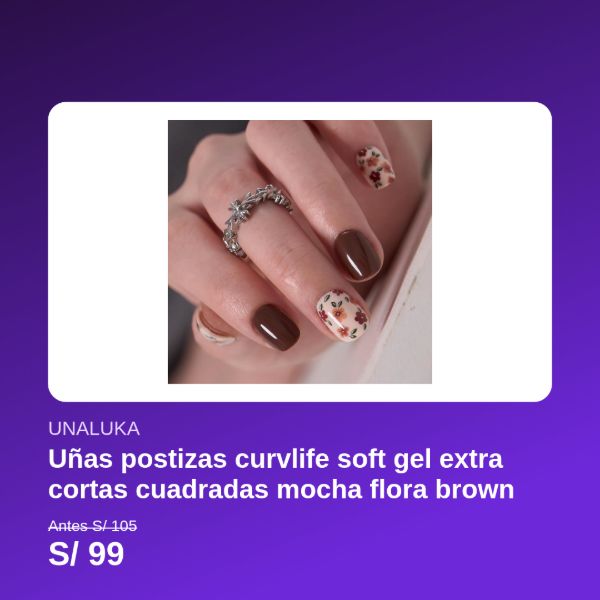 UNALUKA
Uñas postizas curvlife soft gel extra
cortas cuadradas mocha flora brown
Antes S/ 105
S/ 99